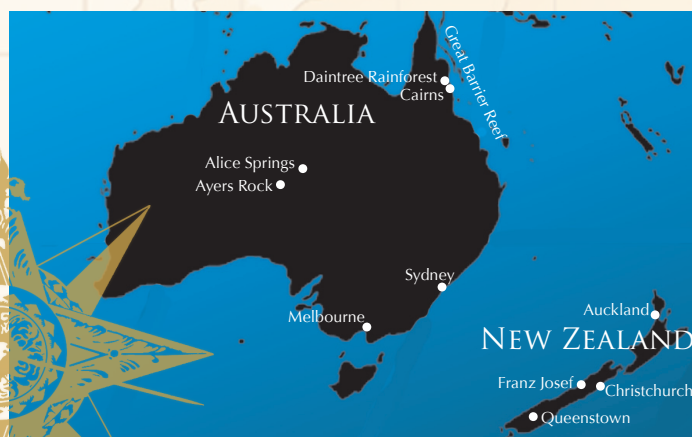 Great Barrier Reef
Daintree Rainforest
Cairns
AUSTRALIA
Alice Springs
Ayers Rock
Sydney
Melbourne
Auckland
NEW ZEALAND
Franz Josef
Christchurch
Queenstown